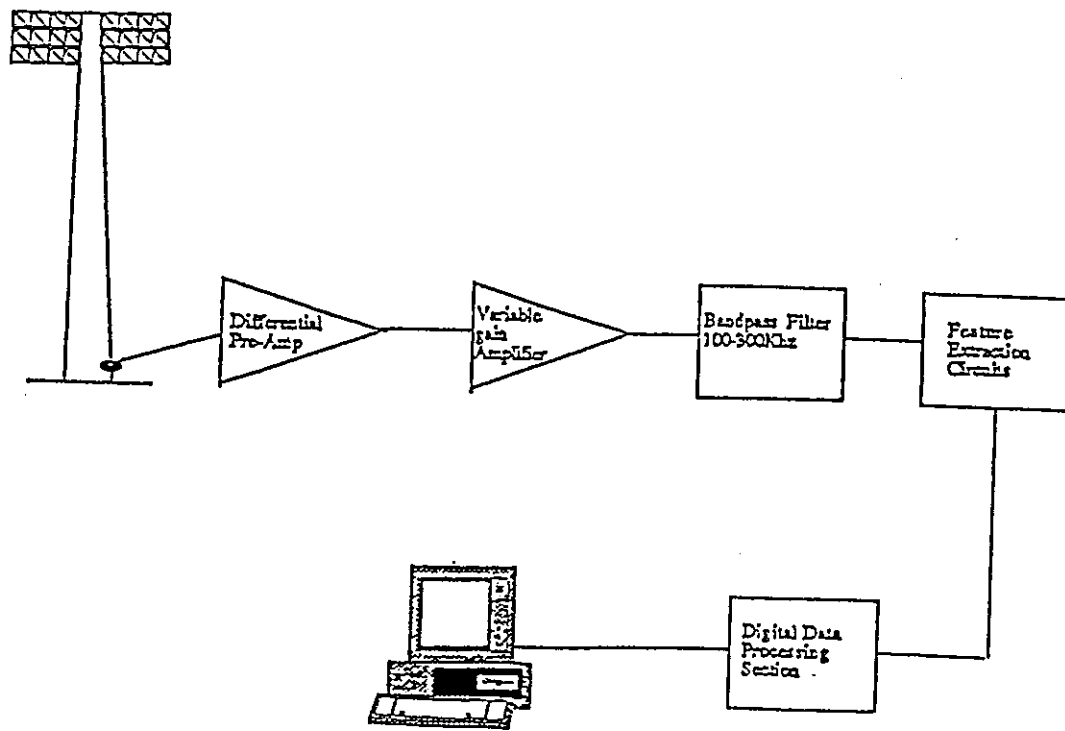 Differential
Pre-Amp
Variable
gain
Amplifier
Bandpass Filter
100-300Khz
Feature
Extraction
Circuits
Digital Data
Processing
Section